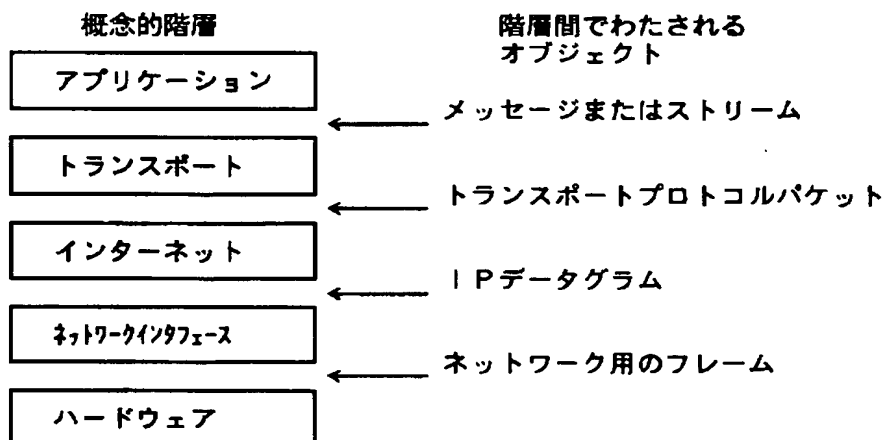 概念的階層
階層間でわたされる
オブジェクト
アプリケーション
メッセージまたはストリーム
トランスポート
トランスポートプロトコルパケット
インターネット
IPデータグラム
ネットワークインタフェース
ネットワーク用のフレーム
ハードウェア